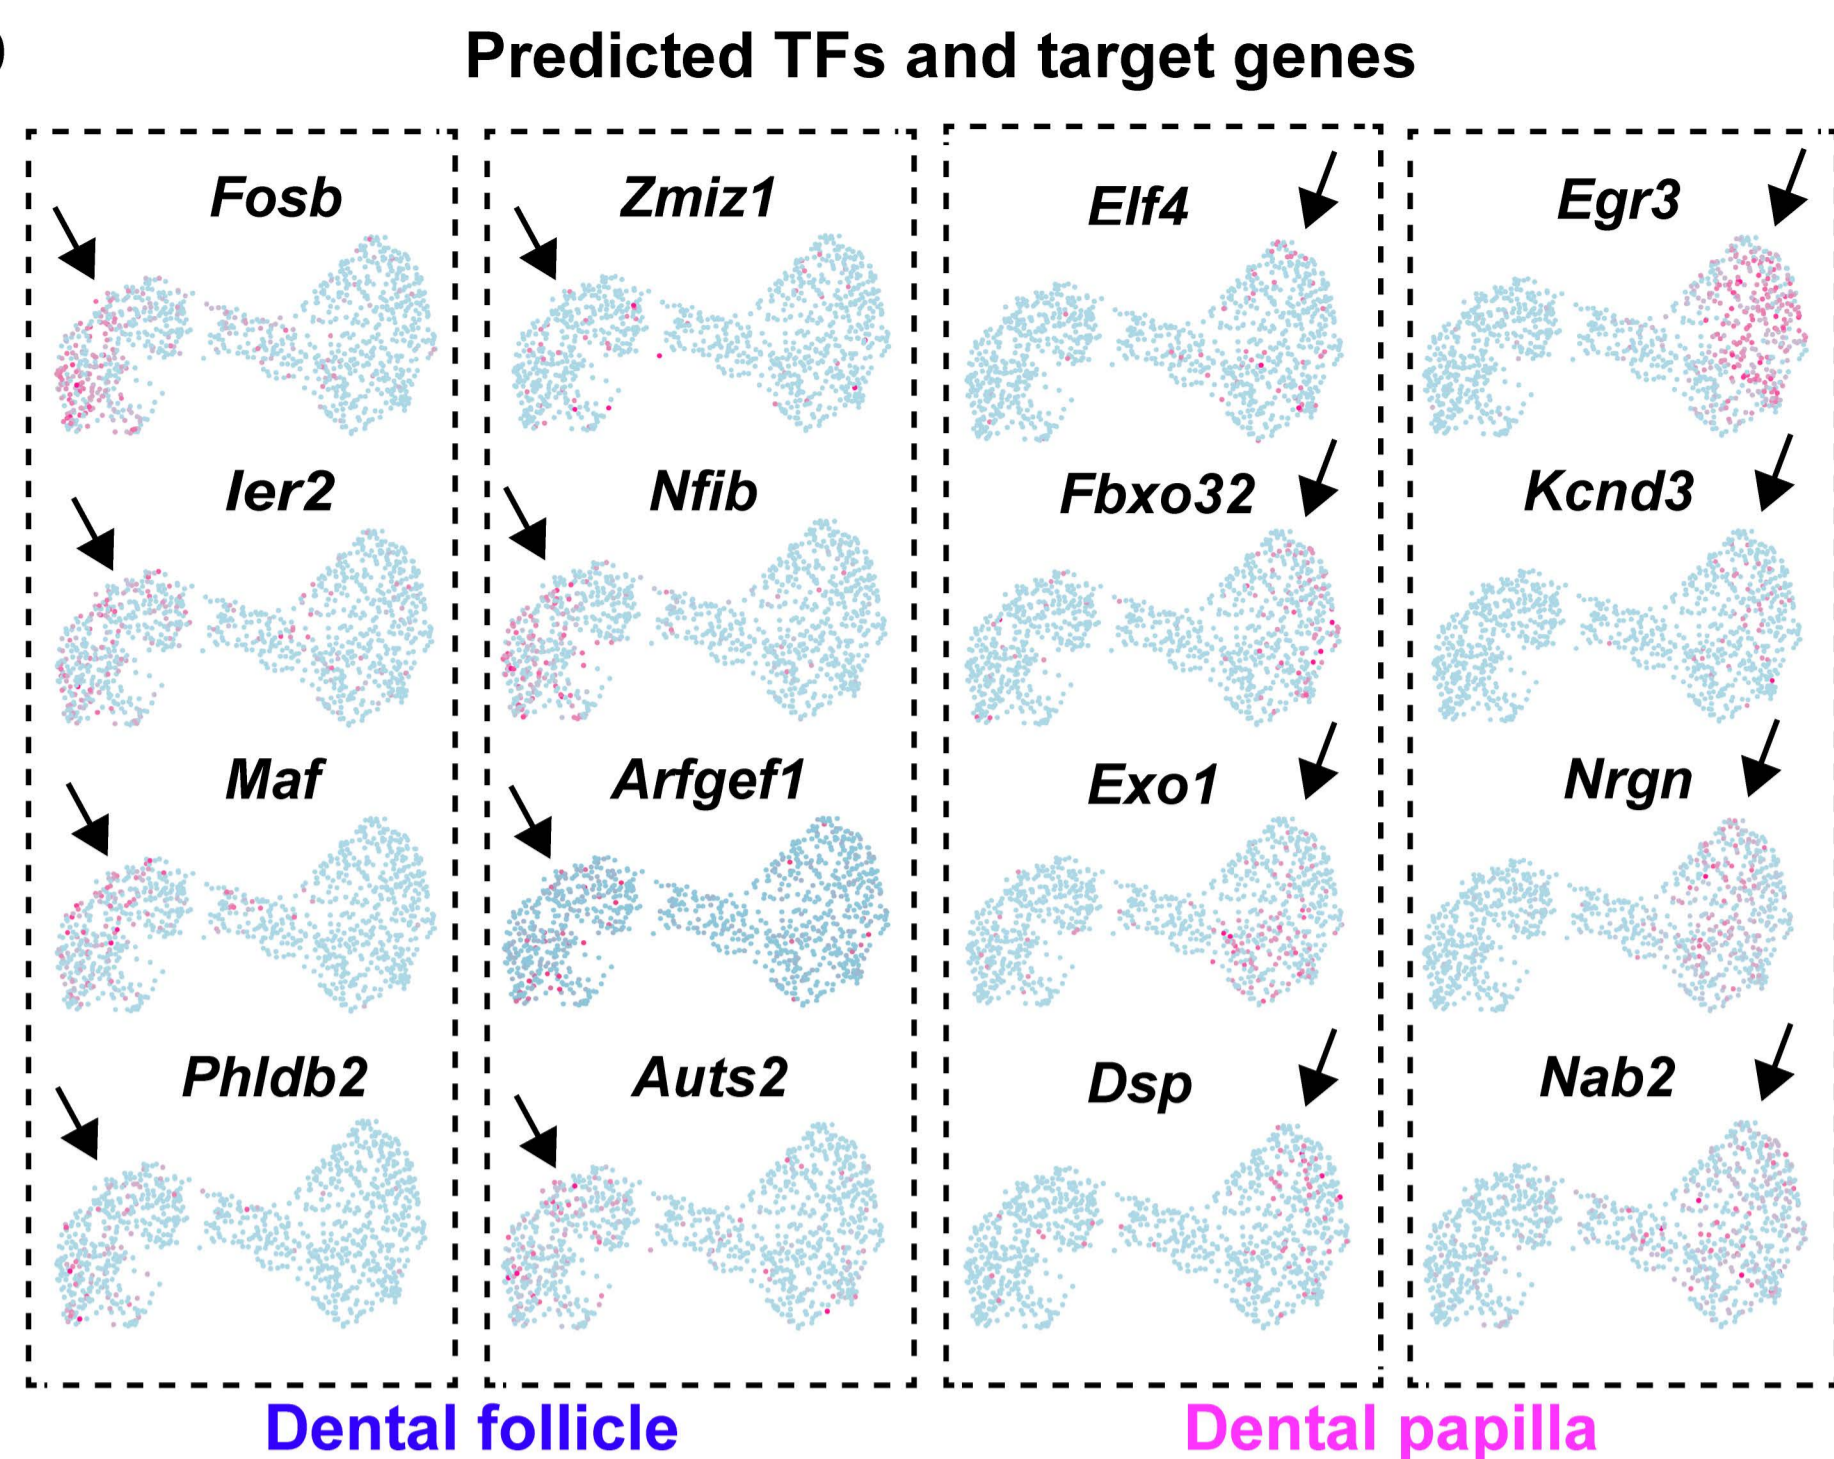 Predicted TFs and target genes
Fosb
Zmiz1
Elf4
Egr3
Ier2
Nfib
Fbxo32
Kcnd3
Maf
Arfgef1
Exo1
Nrgn
Phldb2
Auts2
Dsp
Nab2
Dental follicle
Dental papilla